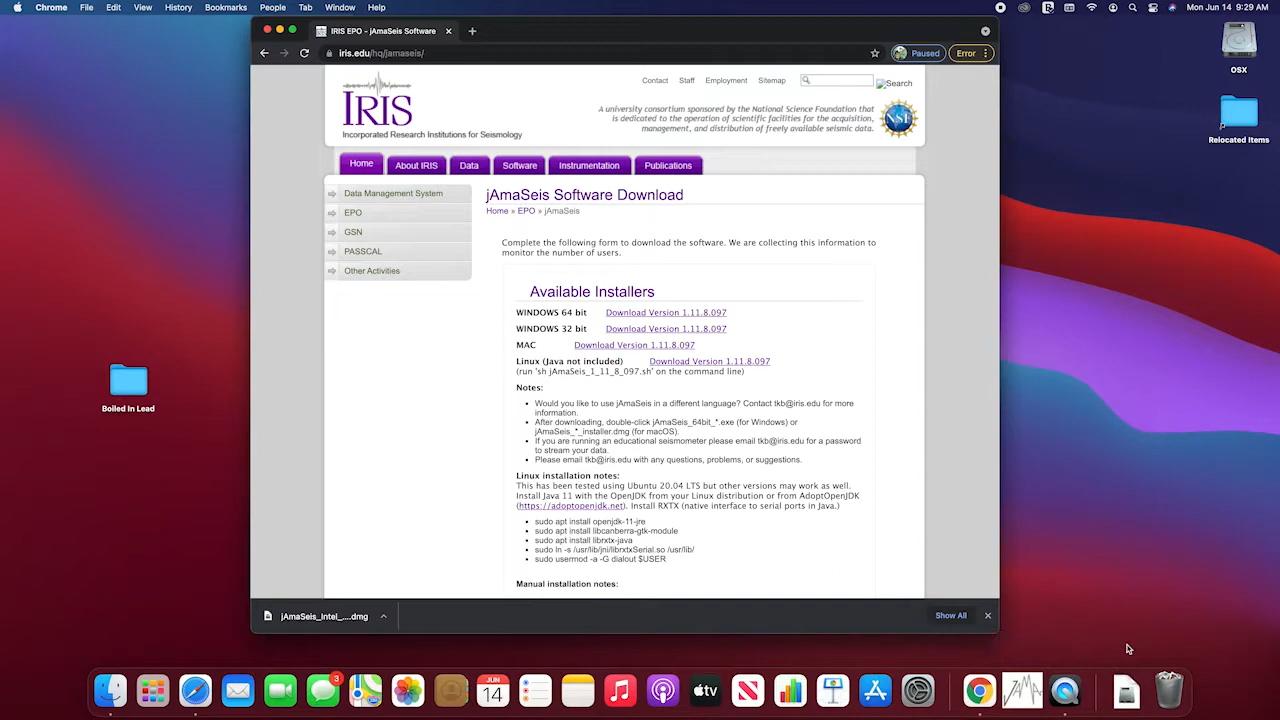 Chrome File Edit View History Bookmarks People Tab Window Help Mon Jun 14 9:29 AM
IRIS EPO - jAmaSeis Software
iris.edu/hq/jamaseis/ Paused Error
OSX
Relocated Items
Boiled In Lead
Contact Staff Employment Sitemap Search
IRIS
Incorporated Research Institutions for Seismology
A university consortium sponsored by the National Science Foundation that
is dedicated to the operation of scientific facilities for the acquisition,
management, and distribution of freely available seismic data.
NSF
Home About IRIS Data Software Instrumentation Publications
Data Management System
EPO
GSN
PASSCAL
Other Activities
jAmaSeis Software Download
Home » EPO » jAmaSeis
Complete the following form to download the software. We are collecting this information to
monitor the number of users.
Available Installers
WINDOWS 64 bit Download Version 1.11.8.097
WINDOWS 32 bit Download Version 1.11.8.097
MAC Download Version 1.11.8.097
Linux (Java not included) Download Version 1.11.8.097
(run 'sh jAmaSeis_1_11_8_097.sh' on the command line)
Notes:
Would you like to use jAmaSeis in a different language? Contact tkb@iris.edu for more
information.
After downloading, double-click jAmaSeis_64bit_*.exe (for Windows) or
jAmaSeis_*_installer.dmg (for macOS).
If you are running an educational seismometer please email tkb@iris.edu for a password
to stream your data.
Please email tkb@iris.edu with any questions, problems, or suggestions.
Linux installation notes:
This has been tested using Ubuntu 20.04 LTS but other versions may work as well.
Install Java 11 with the OpenJDK from your Linux distribution or from AdoptOpenJDK
(https://adoptopenjdk.net). Install RXTX (native interface to serial ports in Java.)
sudo apt install openjdk-11-jre
sudo apt install libcanberra-gtk-module
sudo apt install librxtx-java
sudo ln -s /usr/lib/jni/librxtxSerial.so /usr/lib/
sudo usermod -a -G dialout $USER
Manual installation notes:
jAmaSeis_Intel_....dmg Show All
3
JUN
14
tv
JAMA